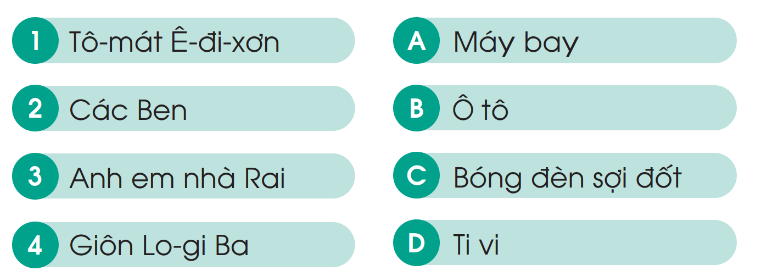 1 Tô-mát Ê-đi-xơn
2 Các Ben
3 Anh em nhà Rai
4 Giôn Lo-gi Ba
A Máy bay
B Ô tô
C Bóng đèn sợi đốt
D Ti vi